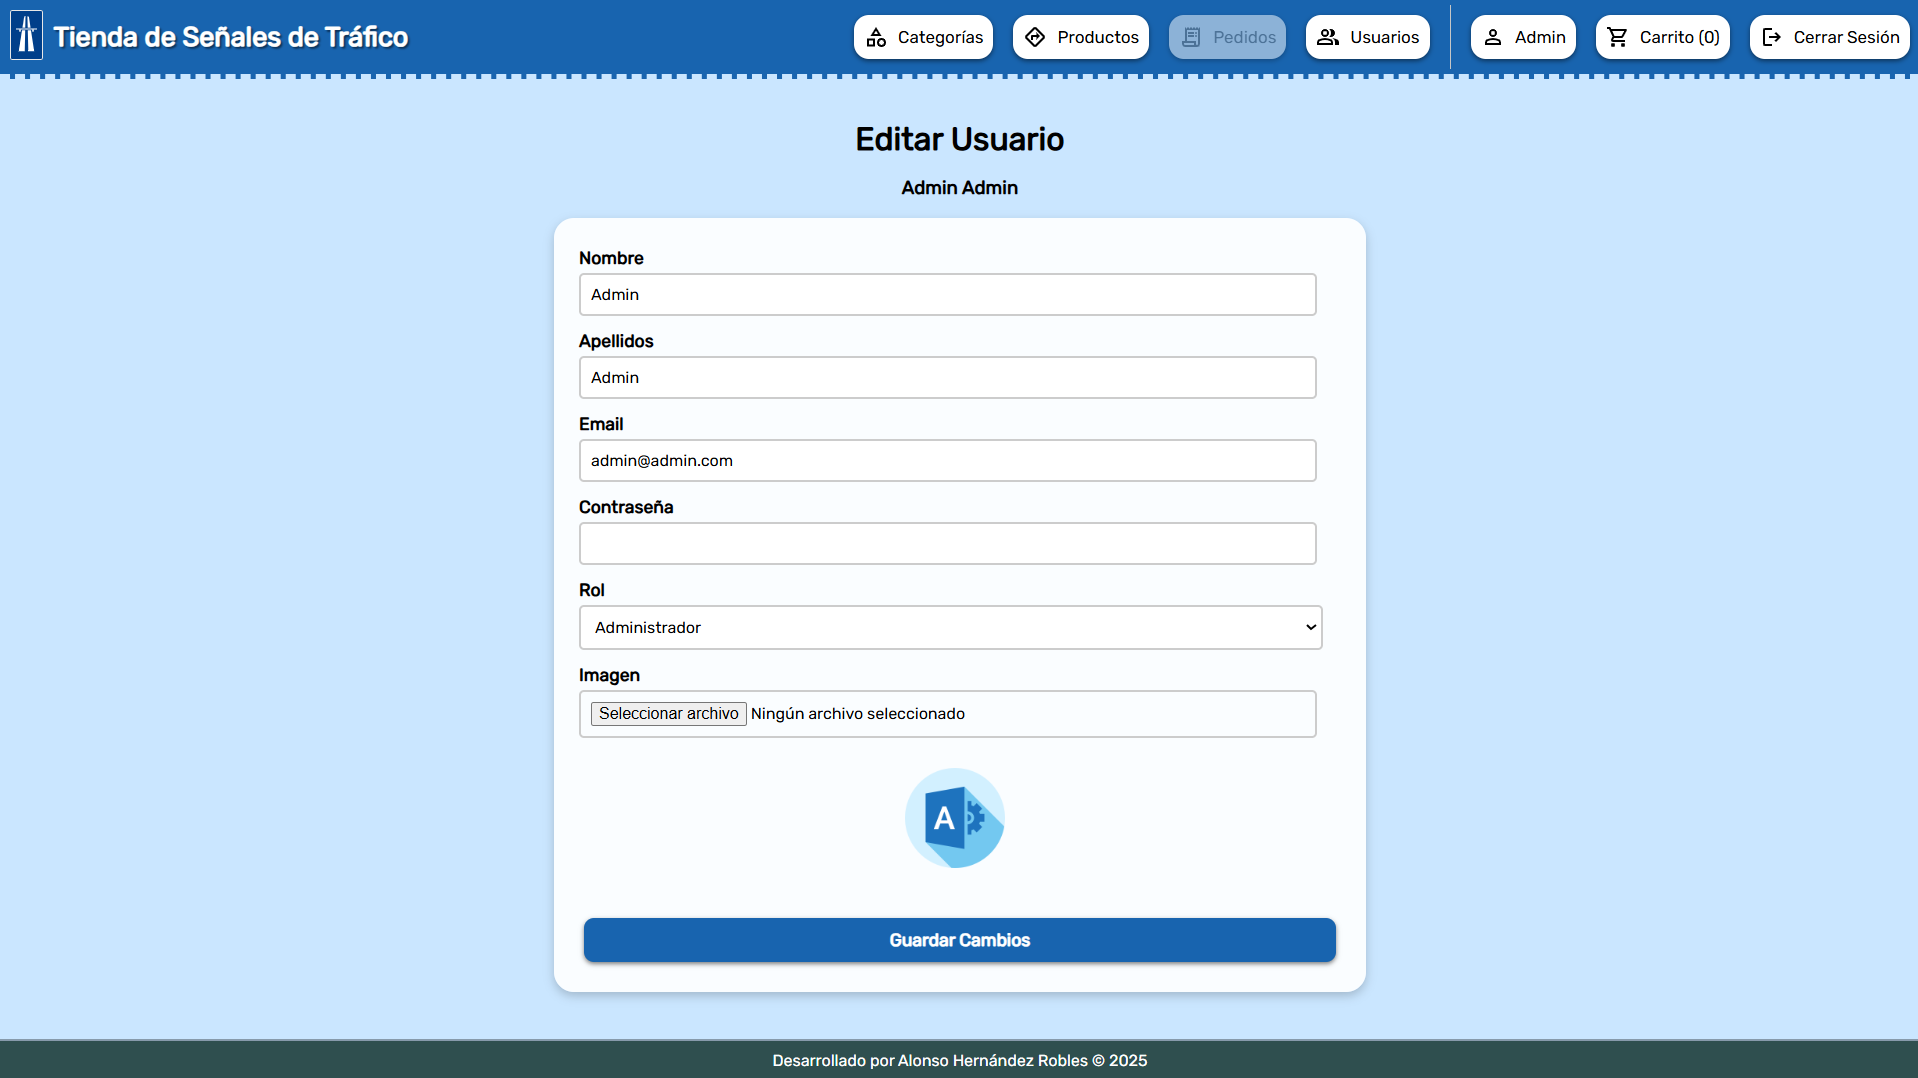 Tienda de Señales de Tráfico
Categorías
Productos
Pedidos
Usuarios
Admin
Carrito (0)
Cerrar Sesión
Editar Usuario
Admin Admin
Nombre
Admin
Apellidos
Admin
Email
admin@admin.com
Contraseña
Rol
Administrador
Imagen
Seleccionar archivo Ningún archivo seleccionado
A
Guardar Cambios
Desarrollado por Alonso Hernández Robles © 2025